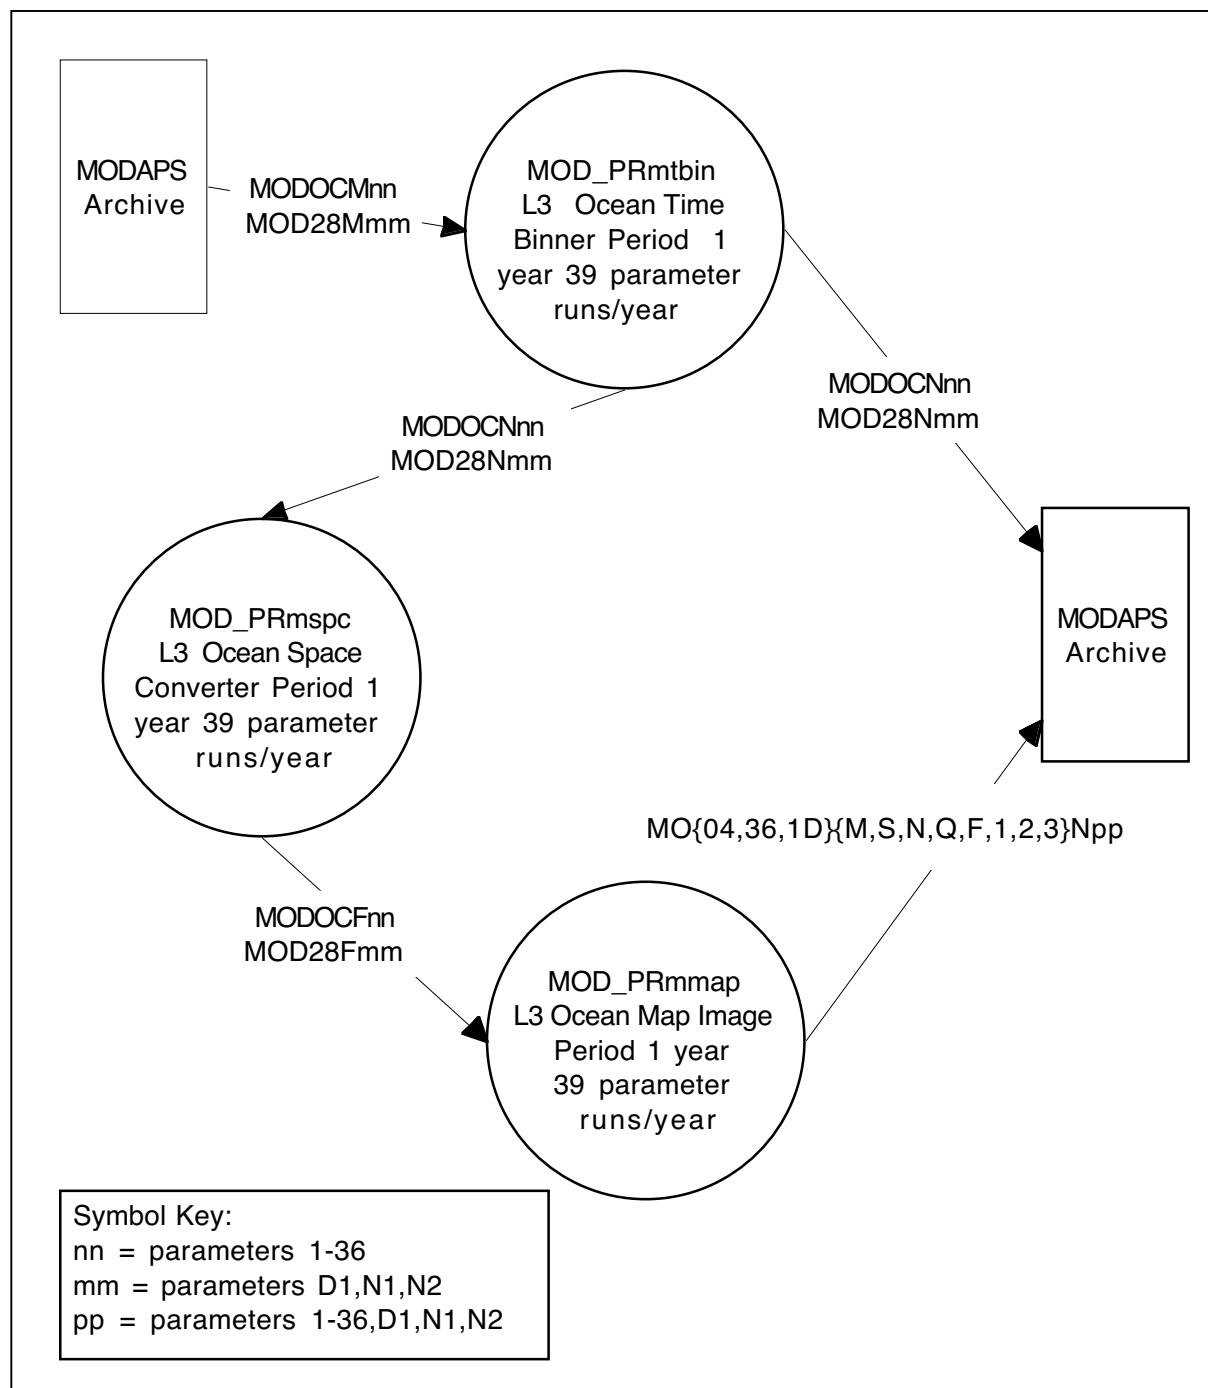 MODAPS
Archive
MODOCMnn
MOD28Mmm
MOD_PRmtbin
L3 Ocean Time
Binner Period 1
year 39 parameter
runs/year
MODOCNnn
MOD28Nmm
MODOCNnn
MOD28Nmm
MOD_PRmspc
L3 Ocean Space
Converter Period 1
year 39 parameter
runs/year
MODAPS
Archive
MO{04,36,1D}{M,S,N,Q,F,1,2,3}Npp
MODOCFnn
MOD28Fmm
MOD_PRmmap
L3 Ocean Map Image
Period 1 year
39 parameter
runs/year
Symbol Key:
nn = parameters 1-36
mm = parameters D1,N1,N2
pp = parameters 1-36,D1,N1,N2